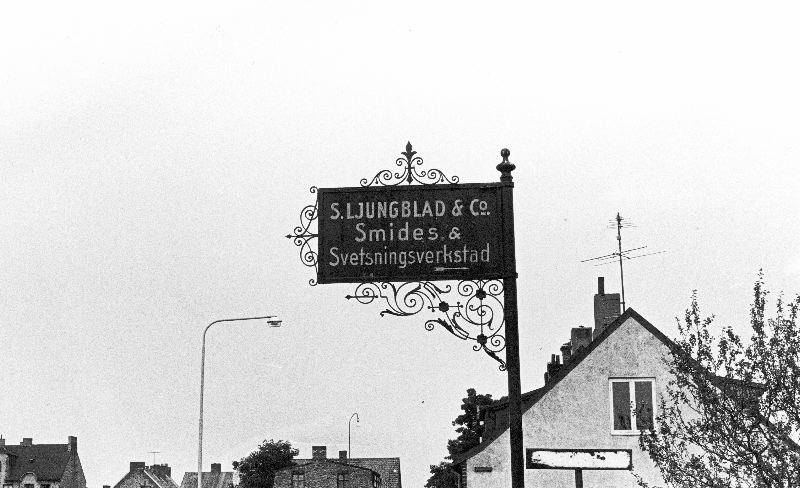 S. LJUNGBLAD & Co.
Smides. &
Svetsningsverkstad